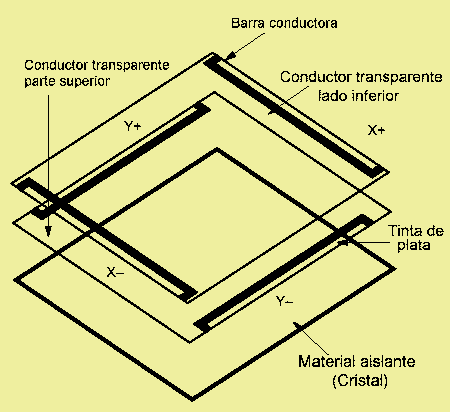 Barra conductora
Conductor transparente
parte superior
Conductor transparente
lado inferior
Y+
X+
Tinta de
plata
X–
Y–
Material aislante
(Cristal)